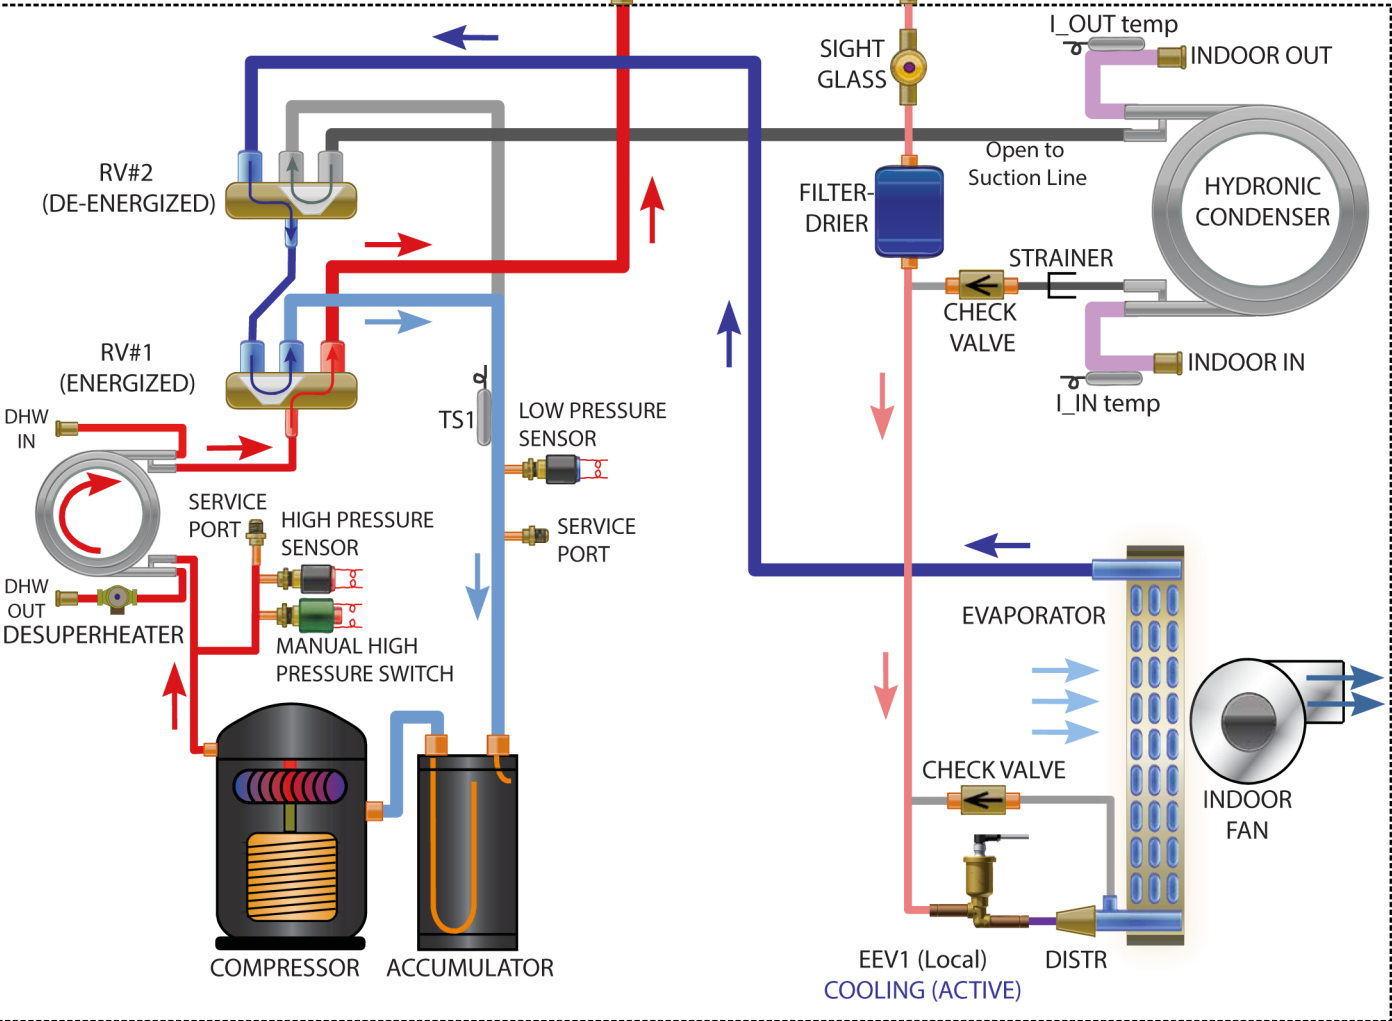 I_OUT temp
SIGHT
GLASS
INDOOR OUT
Open to
Suction Line
RV#2
(DE-ENERGIZED)
FILTER-
DRIER
HYDRONIC
CONDENSER
STRAINER
CHECK
VALVE
RV#1
(ENERGIZED)
INDOOR IN
I_IN temp
DHW
IN
TS1
LOW PRESSURE
SENSOR
SERVICE
PORT
HIGH PRESSURE
SENSOR
SERVICE
PORT
DHW
OUT
DESUPERHEATER
MANUAL HIGH
PRESSURE SWITCH
EVAPORATOR
CHECK VALVE
INDOOR
FAN
COMPRESSOR
ACCUMULATOR
EEV1 (Local)
COOLING (ACTIVE)
DISTR